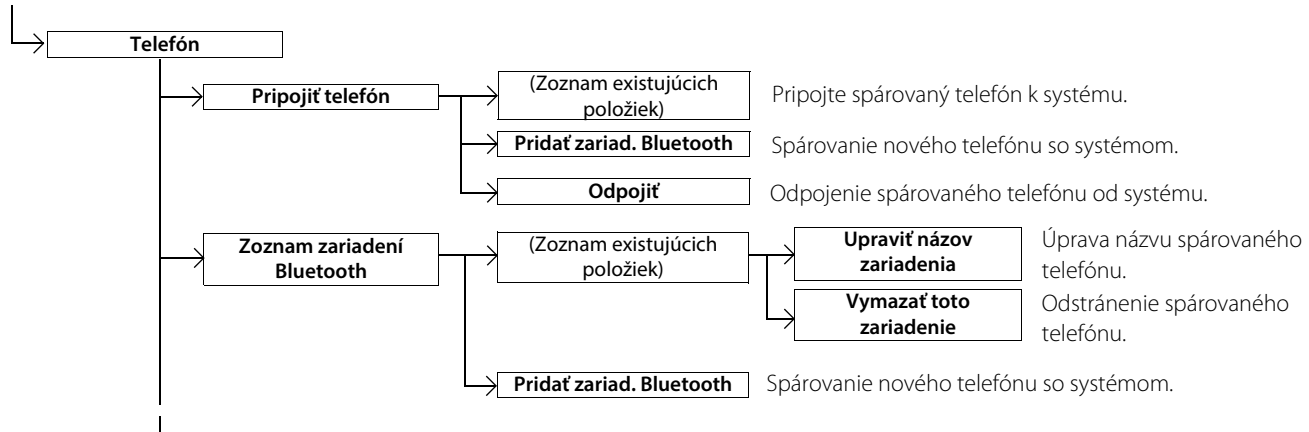 Telefón
Pripojiť telefón
(Zoznam existujúcich
položiek)
Pripojte spárovaný telefón k systému.
Pridať zariad. Bluetooth
Spárovanie nového telefónu so systémom.
Odpojiť
Odpojenie spárovaného telefónu od systému.
Zoznam zariadení
Bluetooth
(Zoznam existujúcich
položiek)
Upraviť názov
zariadenia
Úprava názvu spárovaného
telefónu.
Vymazať toto
zariadenie
Odstránenie spárovaného
telefónu.
Pridať zariad. Bluetooth
Spárovanie nového telefónu so systémom.